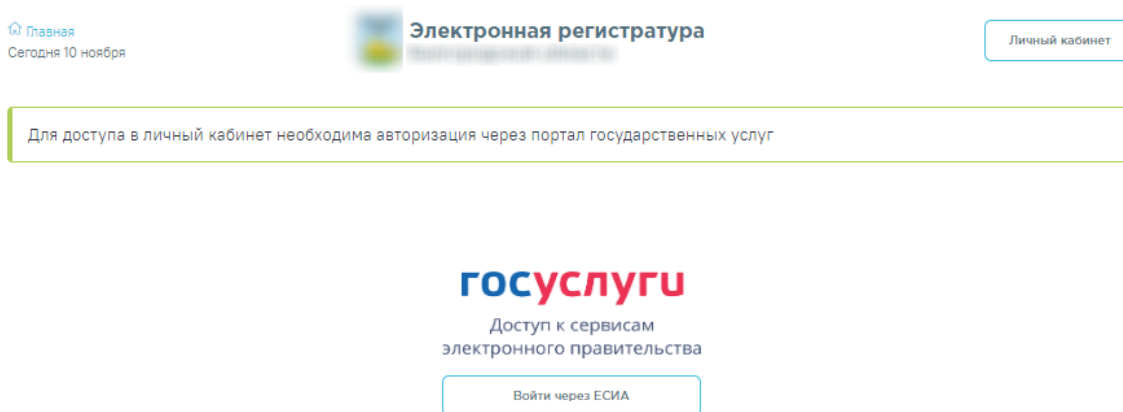 Главная
Сегодня 10 ноября
Электронная регистратура
Личный кабинет
Для доступа в личный кабинет необходима авторизация через портал государственных услуг
госуслуги
Доступ к сервисам
электронного правительства
Войти через ЕСИА